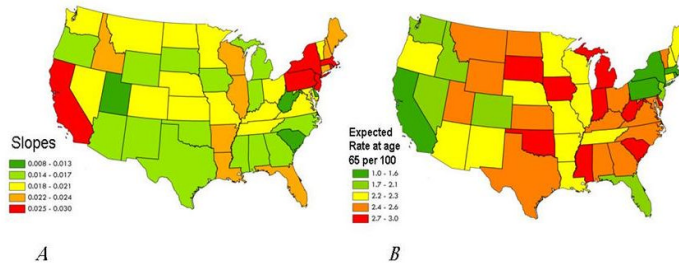 Slopes
0.008 - 0.013
0.014 - 0.017
0.018 - 0.021
0.022 - 0.024
0.025 - 0.030
A
Expected
Rate at age
65 per 100
1.0 - 1.6
1.7 - 2.1
2.2 - 2.3
2.4 - 2.6
2.7 - 3.0
B